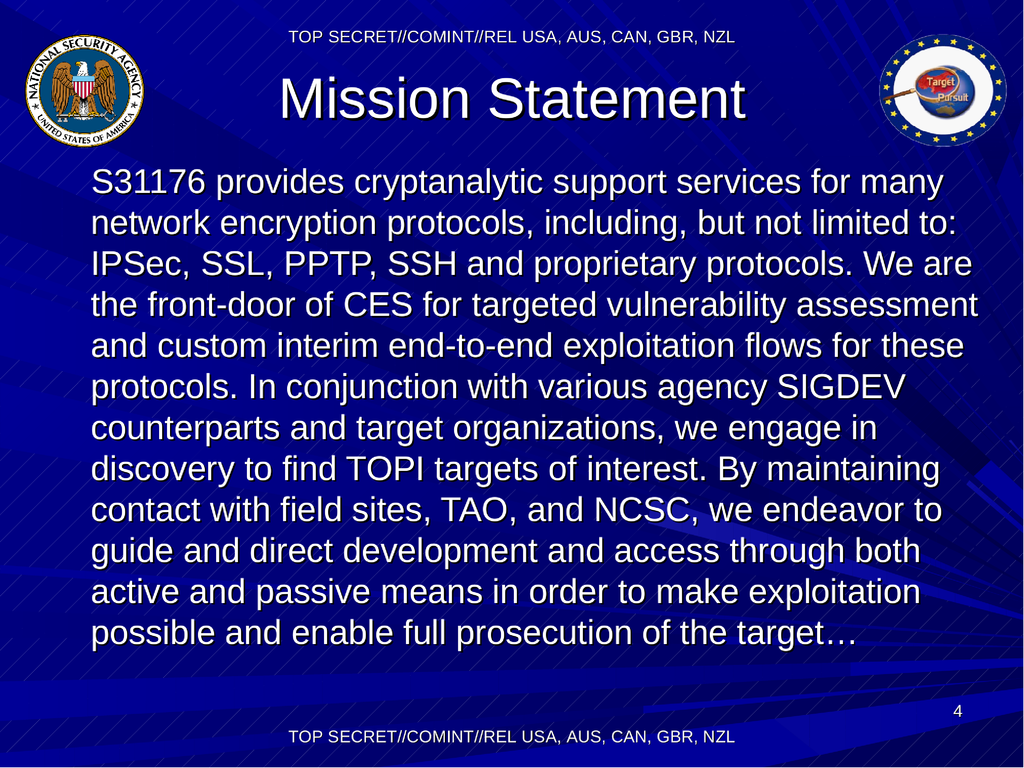 TOP SECRET//COMINT//REL USA, AUS, CAN, GBR, NZL
NATIONAL SECURITY AGENCY
UNITED STATES OF AMERICA
Mission Statement
Target
Pursuit
S31176 provides cryptanalytic support services for many
network encryption protocols, including, but not limited to:
IPSec, SSL, PPTP, SSH and proprietary protocols. We are
the front-door of CES for targeted vulnerability assessment
and custom interim end-to-end exploitation flows for these
protocols. In conjunction with various agency SIGDEV
counterparts and target organizations, we engage in
discovery to find TOPI targets of interest. By maintaining
contact with field sites, TAO, and NCSC, we endeavor to
guide and direct development and access through both
active and passive means in order to make exploitation
possible and enable full prosecution of the target…
4
TOP SECRET//COMINT//REL USA, AUS, CAN, GBR, NZL